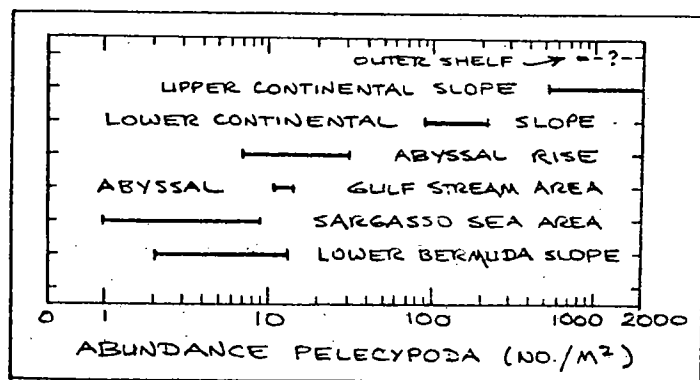 OUTER SHELF → --?--
UPPER CONTINENTAL SLOPE
LOWER CONTINENTAL SLOPE
ABYSSAL RISE
ABYSSAL GULF STREAM AREA
SARGASSO SEA AREA
LOWER BERMUDA SLOPE
0 1 10 100 1000 2000
ABUNDANCE PELECYPODA (NO./M²)